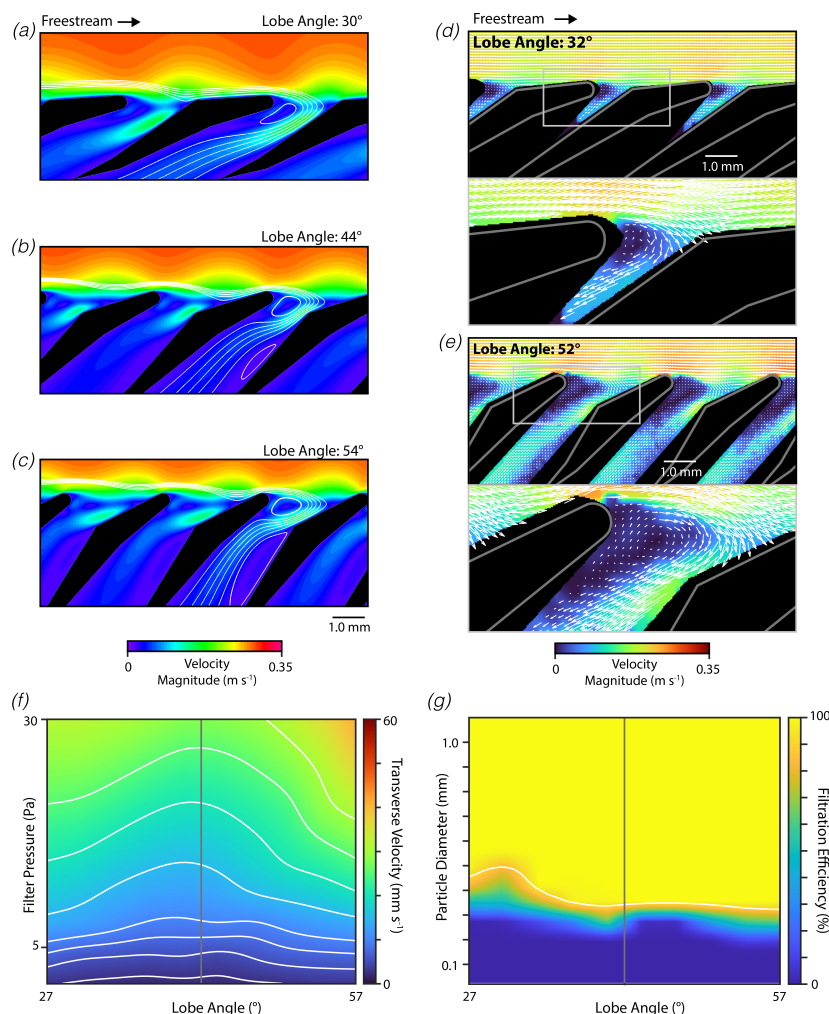 (a)
Freestream
Lobe Angle: 30°
(b)
Lobe Angle: 44°
(c)
Lobe Angle: 54°
1.0 mm
0
Velocity
Magnitude (m s⁻¹)
0.35
(d)
Freestream
Lobe Angle: 32°
1.0 mm
(e)
Lobe Angle: 52°
1.0 mm
0
Velocity
Magnitude (m s⁻¹)
0.35
(f)
30
5
Filter Pressure (Pa)
27
Lobe Angle (°)
57
60
0
Transverse Velocity (mm s⁻¹)
(g)
1.0
0.1
Particle Diameter (mm)
27
Lobe Angle (°)
57
100
0
Filtration Efficiency (%)